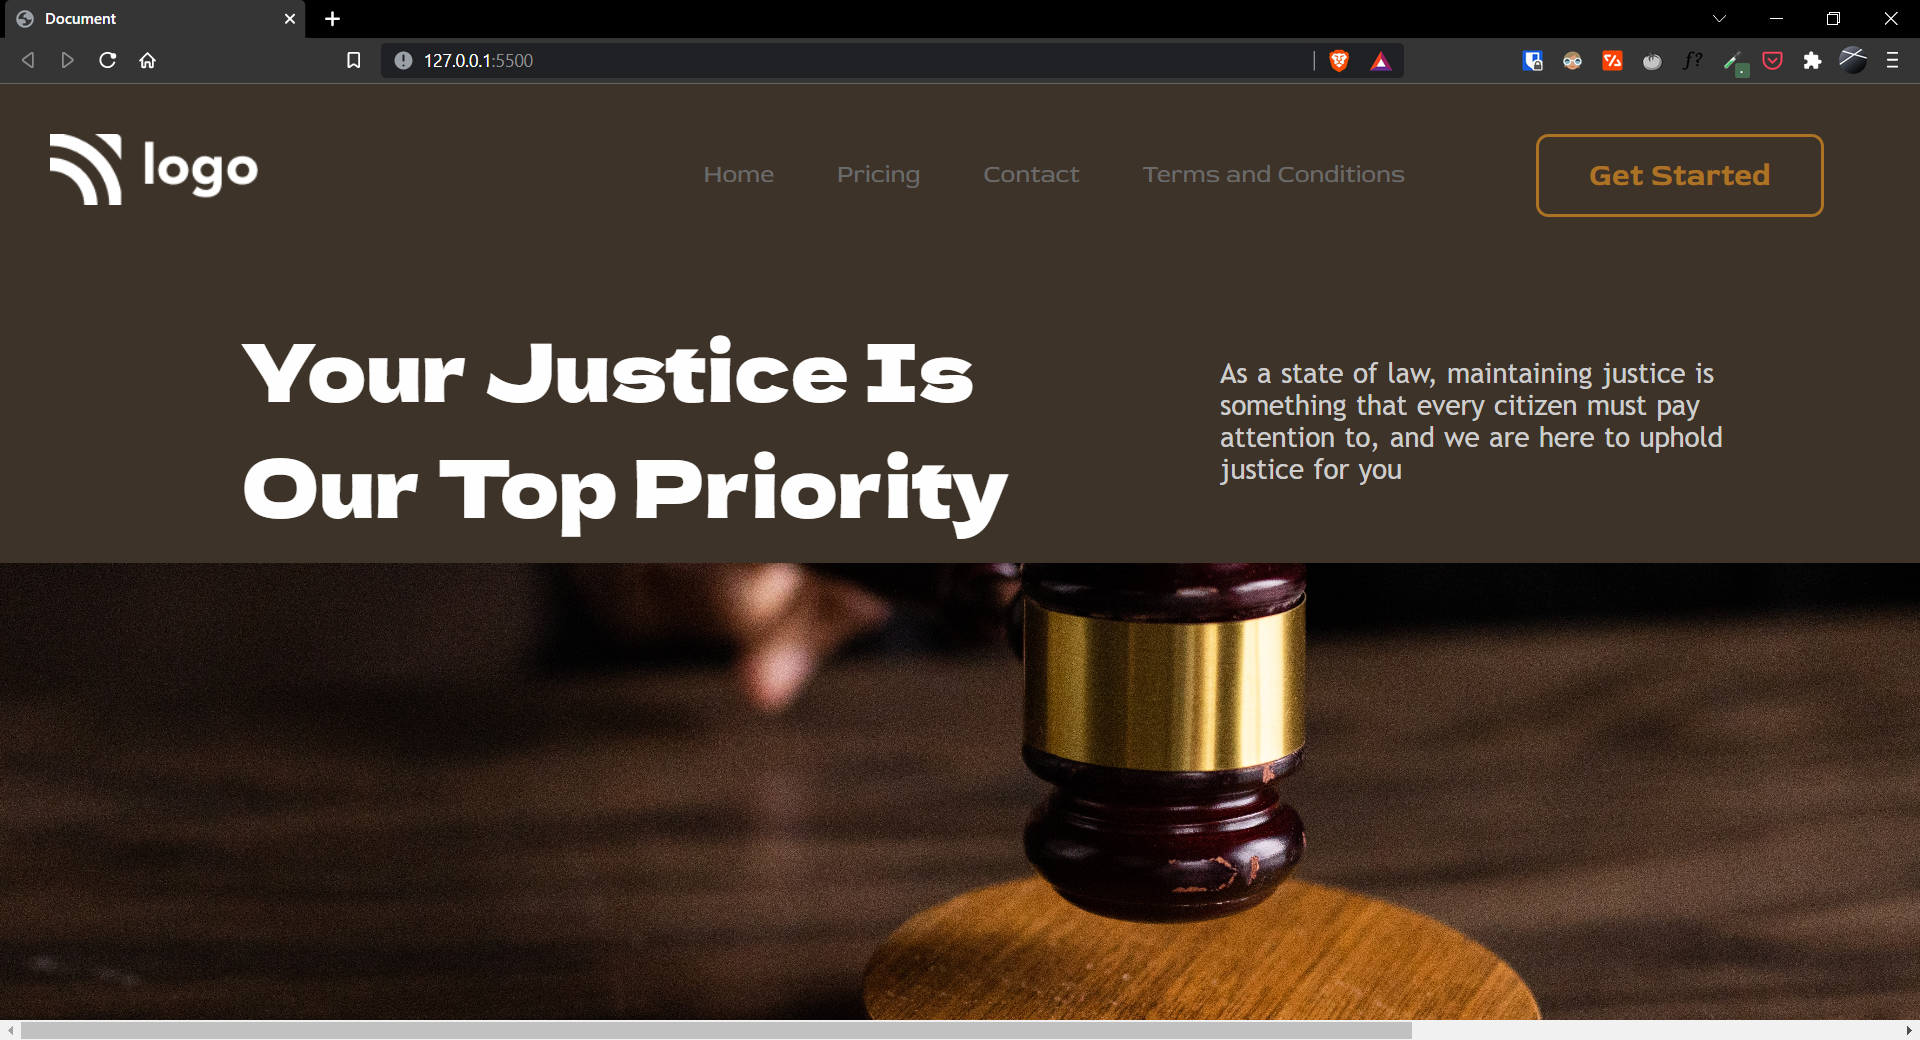 Document
127.0.0.1:5500
f?
logo
Home
Pricing
Contact
Terms and Conditions
Get Started
Your Justice Is
Our Top Priority
As a state of law, maintaining justice is
something that every citizen must pay
attention to, and we are here to uphold
justice for you